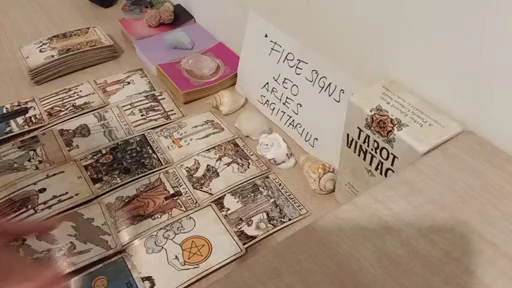 FIRE SIGNS
LEO
ARIES
SAGITTARIUS
TAROT
VINTAG